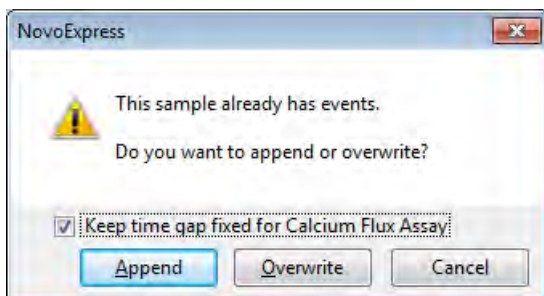 NovoExpress
This sample already has events.
Do you want to append or overwrite?
Keep time gap fixed for Calcium Flux Assay
Append Overwrite Cancel